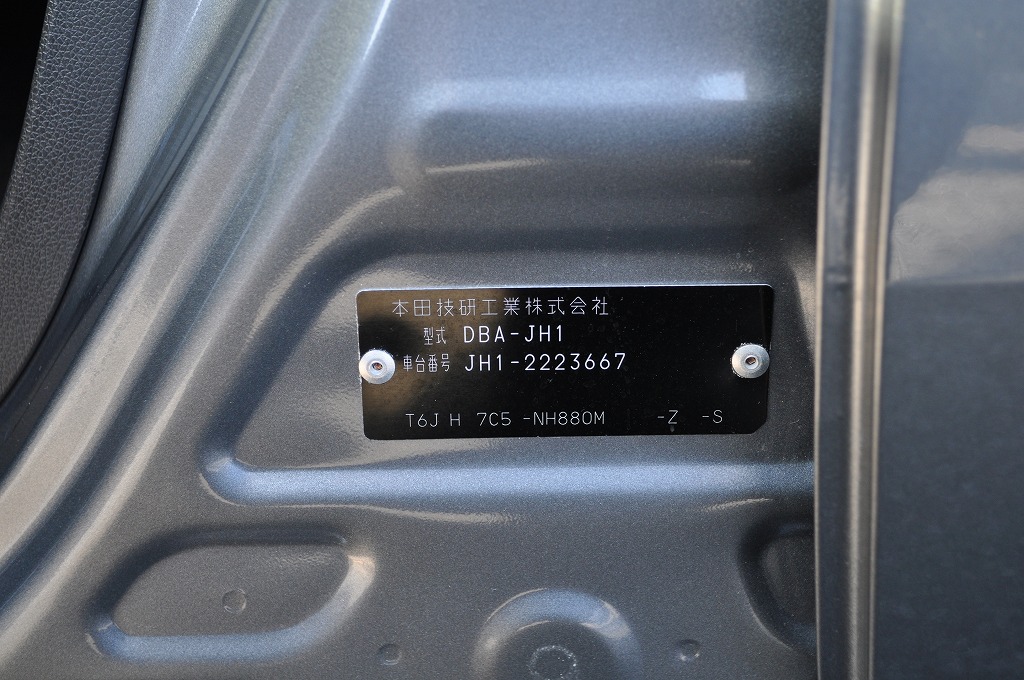 本田技研工業株式会社
型式 DBA-JH1
車台番号 JH1-2223667
T6J H 7C5 -NH880M -Z -S